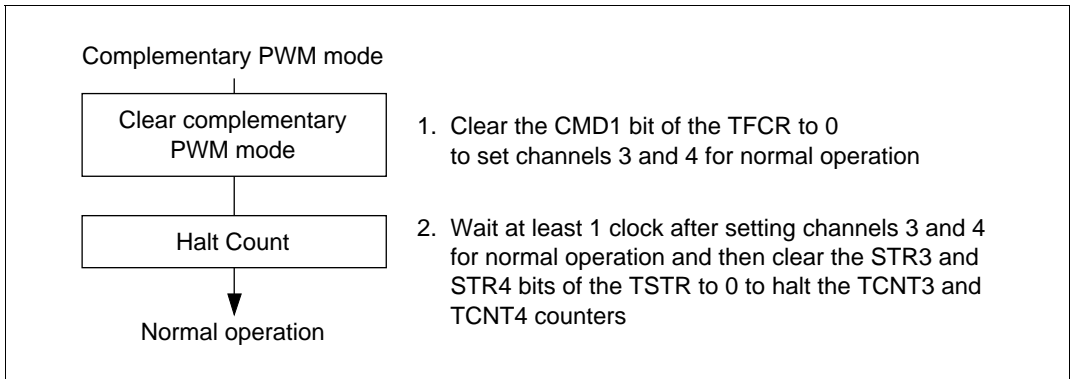 Complementary PWM mode
Clear complementary
PWM mode
1. Clear the CMD1 bit of the TFCR to 0
to set channels 3 and 4 for normal operation
Halt Count
2. Wait at least 1 clock after setting channels 3 and 4
for normal operation and then clear the STR3 and
STR4 bits of the TSTR to 0 to halt the TCNT3 and
TCNT4 counters
Normal operation